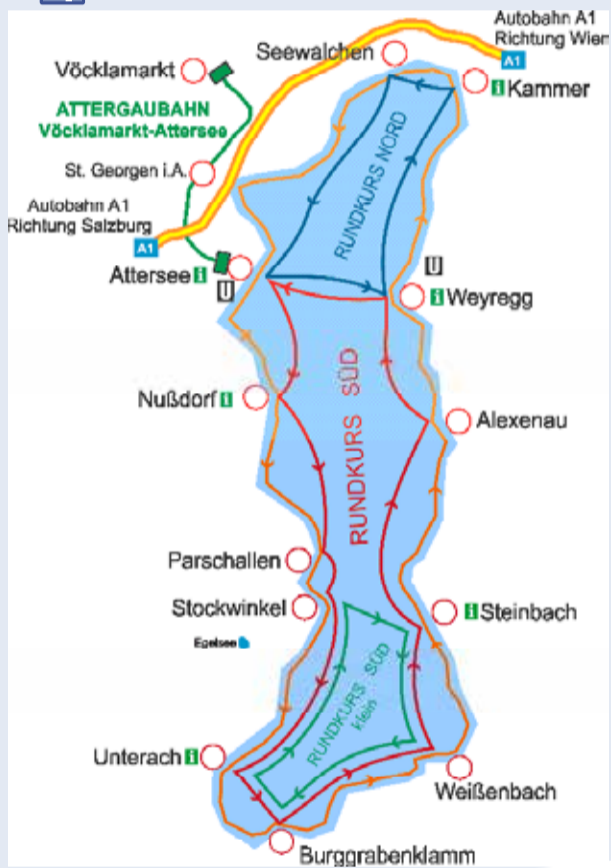 Autobahn A1
Richtung Wien
A1
Seewalchen
Kammer
Vöcklamarkt
ATTERGAUBAHN
Vöcklamarkt-Attersee
St. Georgen i.A.
Autobahn A1
Richtung Salzburg
A1
RUNDKURS NORD
Attersee
Weyregg
Nußdorf
RUNDKURS SÜD
Alexenau
Parschallen
Stockwinkel
Steinbach
Egelsee
RUNDKURS SÜD
klein
Unterach
Weißenbach
Burggrabenklamm